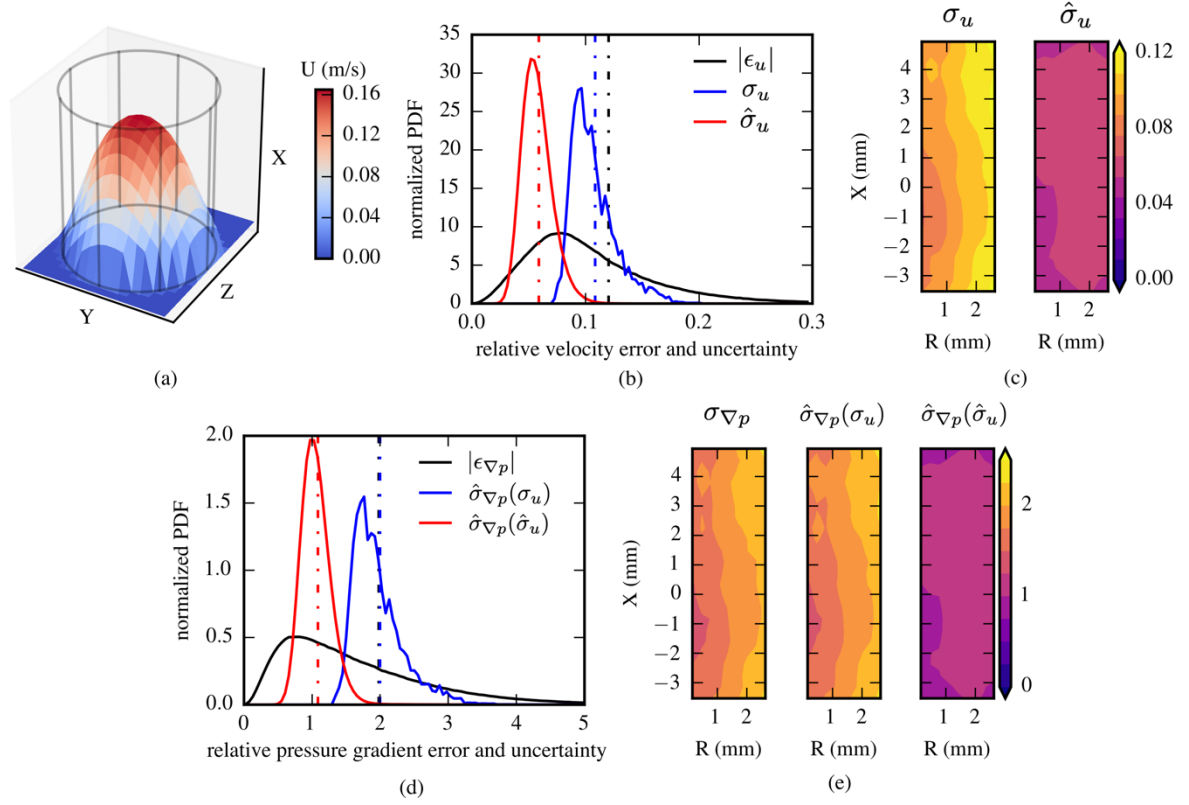 U (m/s)
0.16
0.12
0.08
0.04
0.00
X
Z
Y
(a)
normalized PDF
35
30
25
20
15
10
5
0
0.0 0.1 0.2 0.3
|ϵ_u|
σ_u
σ̂_u
relative velocity error and uncertainty
(b)
σ_u σ̂_u
X (mm)
4
3
2
1
0
−1
−2
−3
1 2 1 2
R (mm) R (mm)
0.12
0.08
0.04
0.00
(c)
normalized PDF
2.0
1.5
1.0
0.5
0.0
0 1 2 3 4 5
|ϵ_∇p|
σ̂_∇p(σ_u)
σ̂_∇p(σ̂_u)
relative pressure gradient error and uncertainty
(d)
σ_∇p σ̂_∇p(σ_u) σ̂_∇p(σ̂_u)
X (mm)
4
3
2
1
0
−1
−2
−3
1 2 1 2 1 2
R (mm) R (mm) R (mm)
2
1
0
(e)